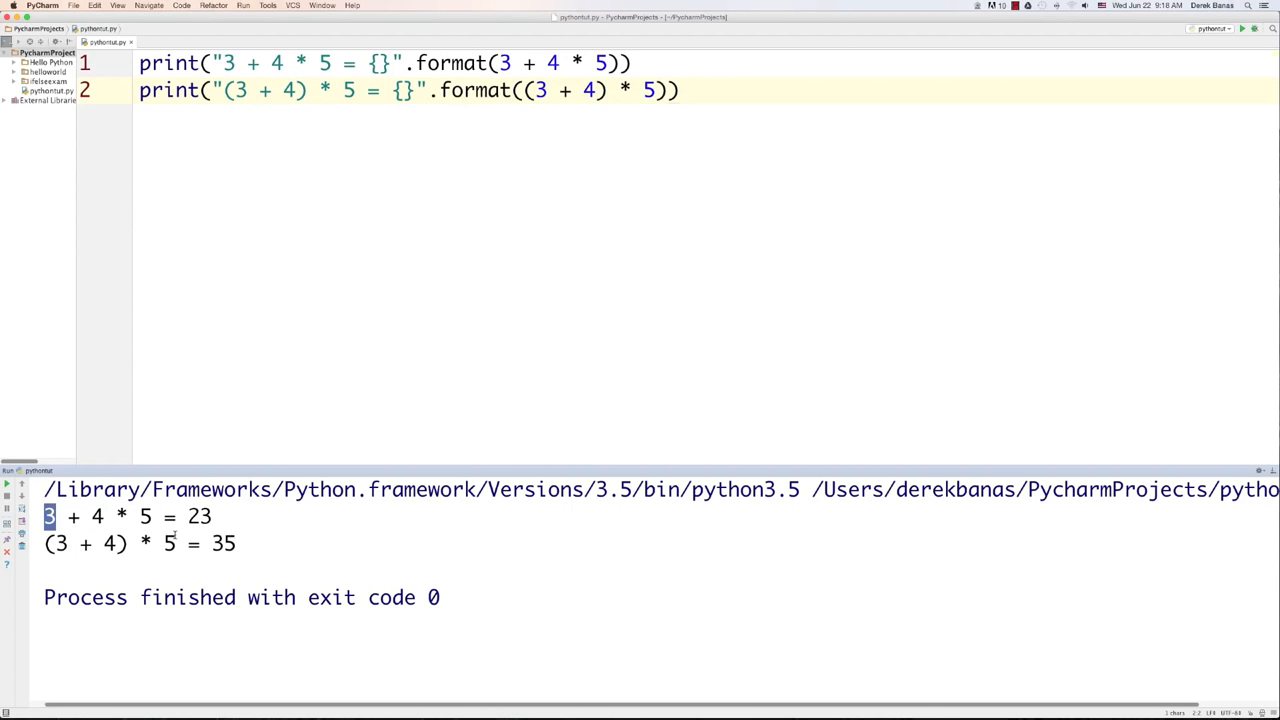 PyCharm File Edit View Navigate Code Refactor Run Tools VCS Window Help 10 Wed Jun 22 9:18 AM Derek Banas
pythontut.py - PycharmProjects - [~/PycharmProjects]
PycharmProjects pythontut.py pythontut
pythontut.py ×
PycharmProject
Hello Python
helloworld
ifelseexam
pythontut.py
External Librarie
1 print("3 + 4 * 5 = {}".format(3 + 4 * 5))
2 print("(3 + 4) * 5 = {}".format((3 + 4) * 5))
Run pythontut
/Library/Frameworks/Python.framework/Versions/3.5/bin/python3.5 /Users/derekbanas/PycharmProjects/pytho
3 + 4 * 5 = 23
(3 + 4) * 5 = 35
Process finished with exit code 0
1 chars 2:2 LF÷ UTF-8÷